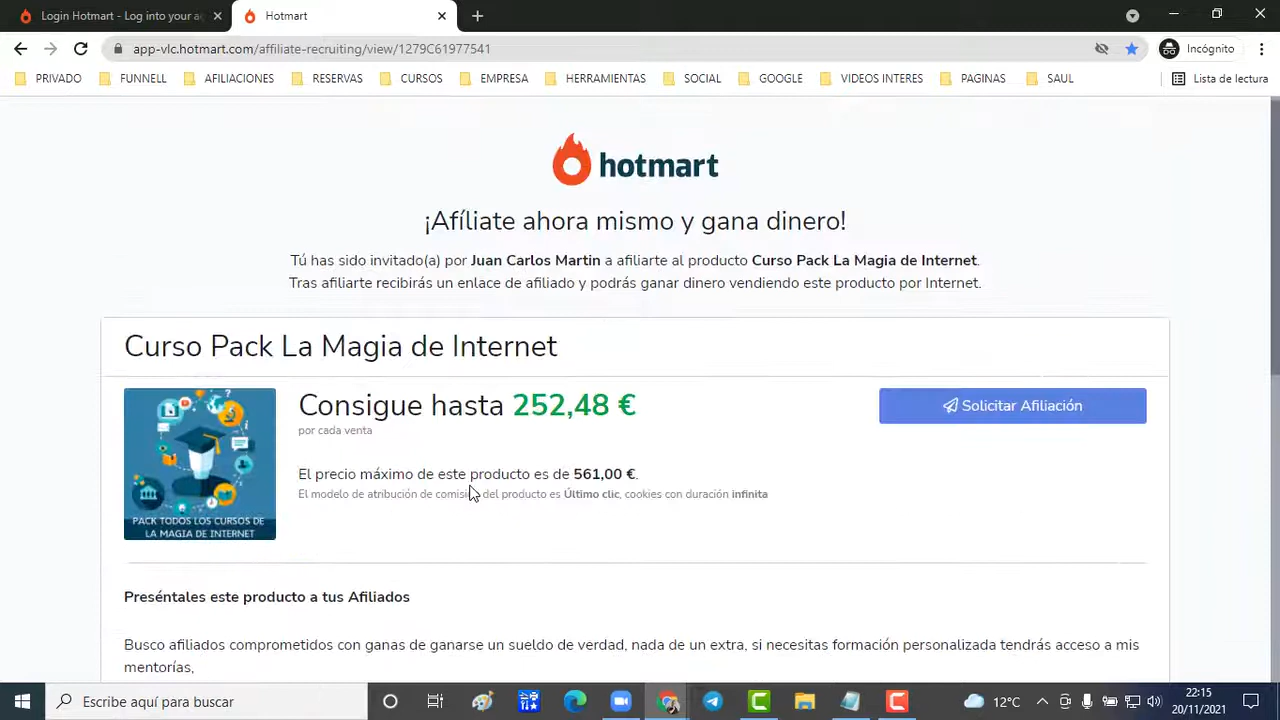 Login Hotmart - Log into your ac
Hotmart
app-vlc.hotmart.com/affiliate-recruiting/view/1279C61977541
Incógnito
PRIVADO
FUNNELL
AFILIACIONES
RESERVAS
CURSOS
EMPRESA
HERRAMIENTAS
SOCIAL
GOOGLE
VIDEOS INTERES
PAGINAS
SAUL
Lista de lectura
hotmart
¡Afíliate ahora mismo y gana dinero!
Tú has sido invitado(a) por Juan Carlos Martin a afiliarte al producto Curso Pack La Magia de Internet.
Tras afiliarte recibirás un enlace de afiliado y podrás ganar dinero vendiendo este producto por Internet.
Curso Pack La Magia de Internet
PACK TODOS LOS CURSOS DE
LA MAGIA DE INTERNET
Consigue hasta 252,48 €
por cada venta
Solicitar Afiliación
El precio máximo de este producto es de 561,00 €.
El modelo de atribución de comisión del producto es Último clic, cookies con duración infinita
Preséntales este producto a tus Afiliados
Busco afiliados comprometidos con ganas de ganarse un sueldo de verdad, nada de un extra, si necesitas formación personalizada tendrás acceso a mis
mentorías,
Escribe aquí para buscar
12°C
22:15
20/11/2021